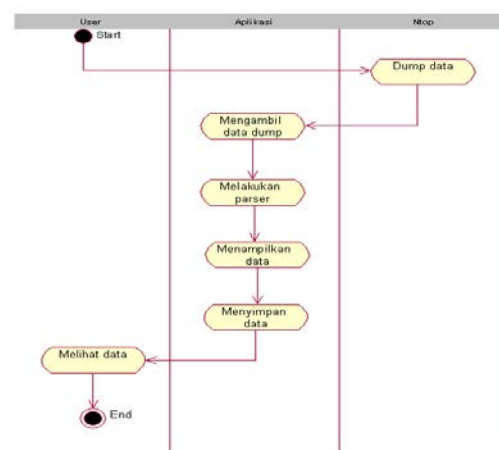 User Aplikasi Ntop
Start
Dump data
Mengambil
data dump
Melakukan
parser
Menampilkan
data
Menyimpan
data
Melihat data
End